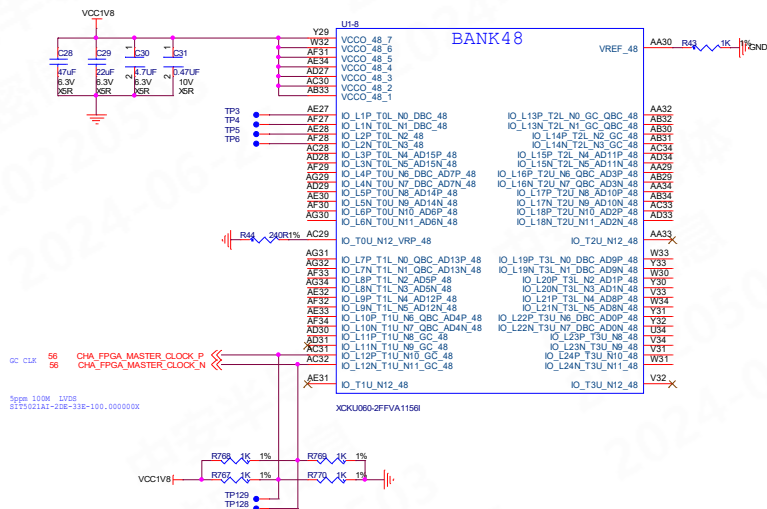 VCC1V8
U1-8
BANK48
C28
47uF
6.3V
X5R
C29
22uF
6.3V
X5R
C30
4.7UF
6.3V
X5R
1
2
C31
0.47UF
10V
X5R
1
2
Y29 VCCO_48_7
W32 VCCO_48_6
AF31 VCCO_48_5
AE34 VCCO_48_4
AD27 VCCO_48_3
AC30 VCCO_48_2
AB33 VCCO_48_1
VREF_48 AA30 R43 1K 1% GND
TP3 AE27 IO_L1P_T0L_N0_DBC_48
TP4 AF27 IO_L1N_T0L_N1_DBC_48
TP5 AE28 IO_L2P_T0L_N2_48
TP6 AF28 IO_L2N_T0L_N3_48
AC28 IO_L3P_T0L_N4_AD15P_48
AD28 IO_L3N_T0L_N5_AD15N_48
AF29 IO_L4P_T0U_N6_DBC_AD7P_48
AG29 IO_L4N_T0U_N7_DBC_AD7N_48
AD29 IO_L5P_T0U_N8_AD14P_48
AE30 IO_L5N_T0U_N9_AD14N_48
AF30 IO_L6P_T0U_N10_AD6P_48
AG30 IO_L6N_T0U_N11_AD6N_48
IO_L13P_T2L_N0_GC_QBC_48 AA32
IO_L13N_T2L_N1_GC_QBC_48 AB32
IO_L14P_T2L_N2_GC_48 AB30
IO_L14N_T2L_N3_GC_48 AB31
IO_L15P_T2L_N4_AD11P_48 AC34
IO_L15N_T2L_N5_AD11N_48 AD34
IO_L16P_T2U_N6_QBC_AD3P_48 AA29
IO_L16N_T2U_N7_QBC_AD3N_48 AB29
IO_L17P_T2U_N8_AD10P_48 AA34
IO_L17N_T2U_N9_AD10N_48 AB34
IO_L18P_T2U_N10_AD2P_48 AC33
IO_L18N_T2U_N11_AD2N_48 AD33
R44 240R1% AC29 IO_T0U_N12_VRP_48
IO_T2U_N12_48 AA33
AG31 IO_L7P_T1L_N0_QBC_AD13P_48
AG32 IO_L7N_T1L_N1_QBC_AD13N_48
AF33 IO_L8P_T1L_N2_AD5P_48
AG34 IO_L8N_T1L_N3_AD5N_48
AE32 IO_L9P_T1L_N4_AD12P_48
AF32 IO_L9N_T1L_N5_AD12N_48
AE33 IO_L10P_T1U_N6_QBC_AD4P_48
AF34 IO_L10N_T1U_N7_QBC_AD4N_48
AD30 IO_L11P_T1U_N8_GC_48
AD31 IO_L11N_T1U_N9_GC_48
AC31 IO_L12P_T1U_N10_GC_48
AC32 IO_L12N_T1U_N11_GC_48
IO_L19P_T3L_N0_DBC_AD9P_48 W33
IO_L19N_T3L_N1_DBC_AD9N_48 Y33
IO_L20P_T3L_N2_AD1P_48 W30
IO_L20N_T3L_N3_AD1N_48 Y30
IO_L21P_T3L_N4_AD8P_48 V33
IO_L21N_T3L_N5_AD8N_48 W34
IO_L22P_T3U_N6_DBC_AD0P_48 Y31
IO_L22N_T3U_N7_DBC_AD0N_48 Y32
IO_L23P_T3U_N8_48 U34
IO_L23N_T3U_N9_48 V34
IO_L24P_T3U_N10_48 V31
IO_L24N_T3U_N11_48 W31
GC CLK
56 CHA_FPGA_MASTER_CLOCK_P
56 CHA_FPGA_MASTER_CLOCK_N
AE31 IO_T1U_N12_48
IO_T3U_N12_48 V32
5ppm 100M LVDS
SIT5021AI-2DE-33E-100.000000X
XCKU060-2FFVA1156I
R768 1K 1% R769 1K 1%
VCC1V8 R767 1K 1% R770 1K 1%
TP129
TP128